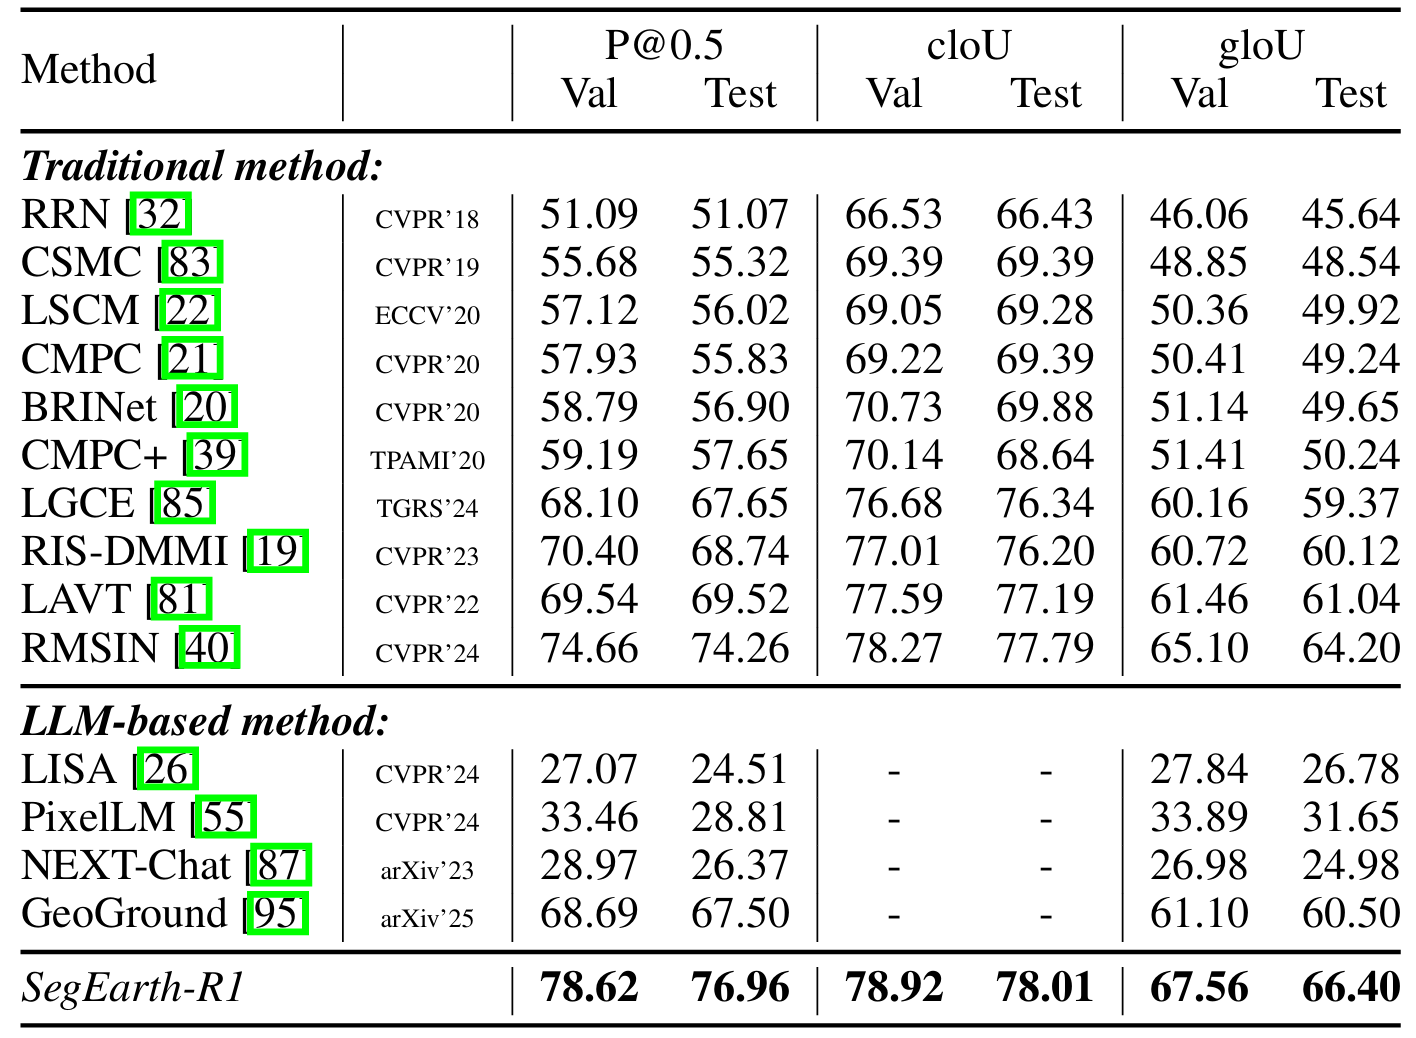 Method P@0.5 cIoU gIoU
Val Test Val Test Val Test
Traditional method:
RRN [32] CVPR'18 51.09 51.07 66.53 66.43 46.06 45.64
CSMC [83] CVPR'19 55.68 55.32 69.39 69.39 48.85 48.54
LSCM [22] ECCV'20 57.12 56.02 69.05 69.28 50.36 49.92
CMPC [21] CVPR'20 57.93 55.83 69.22 69.39 50.41 49.24
BRINet [20] CVPR'20 58.79 56.90 70.73 69.88 51.14 49.65
CMPC+ [39] TPAMI'20 59.19 57.65 70.14 68.64 51.41 50.24
LGCE [85] TGRS'24 68.10 67.65 76.68 76.34 60.16 59.37
RIS-DMMI [19] CVPR'23 70.40 68.74 77.01 76.20 60.72 60.12
LAVT [81] CVPR'22 69.54 69.52 77.59 77.19 61.46 61.04
RMSIN [40] CVPR'24 74.66 74.26 78.27 77.79 65.10 64.20
LLM-based method:
LISA [26] CVPR'24 27.07 24.51 - - 27.84 26.78
PixelLM [55] CVPR'24 33.46 28.81 - - 33.89 31.65
NEXT-Chat [87] arXiv'23 28.97 26.37 - - 26.98 24.98
GeoGround [95] arXiv'25 68.69 67.50 - - 61.10 60.50
SegEarth-R1 78.62 76.96 78.92 78.01 67.56 66.40